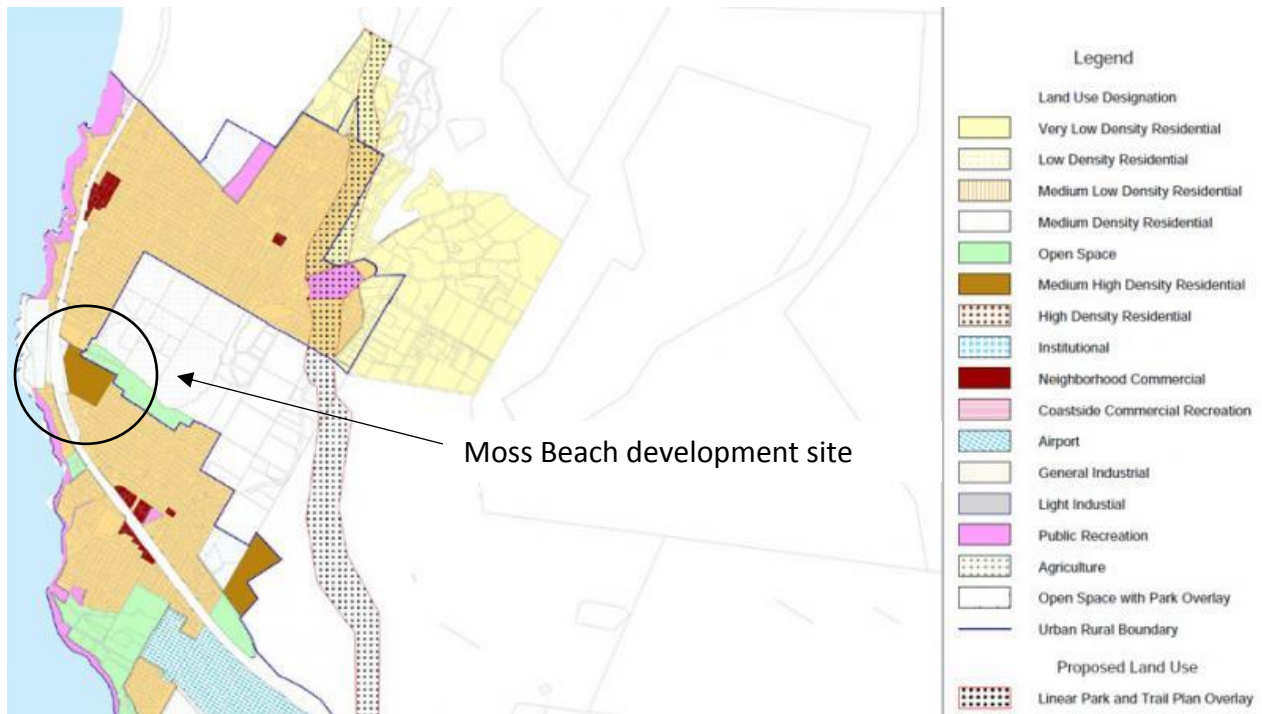 Legend
Land Use Designation
Very Low Density Residential
Low Density Residential
Medium Low Density Residential
Medium Density Residential
Open Space
Medium High Density Residential
High Density Residential
Institutional
Neighborhood Commercial
Coastside Commercial Recreation
Airport
General Industrial
Light Industial
Public Recreation
Agriculture
Open Space with Park Overlay
Urban Rural Boundary
Proposed Land Use
Linear Park and Trail Plan Overlay
Moss Beach development site